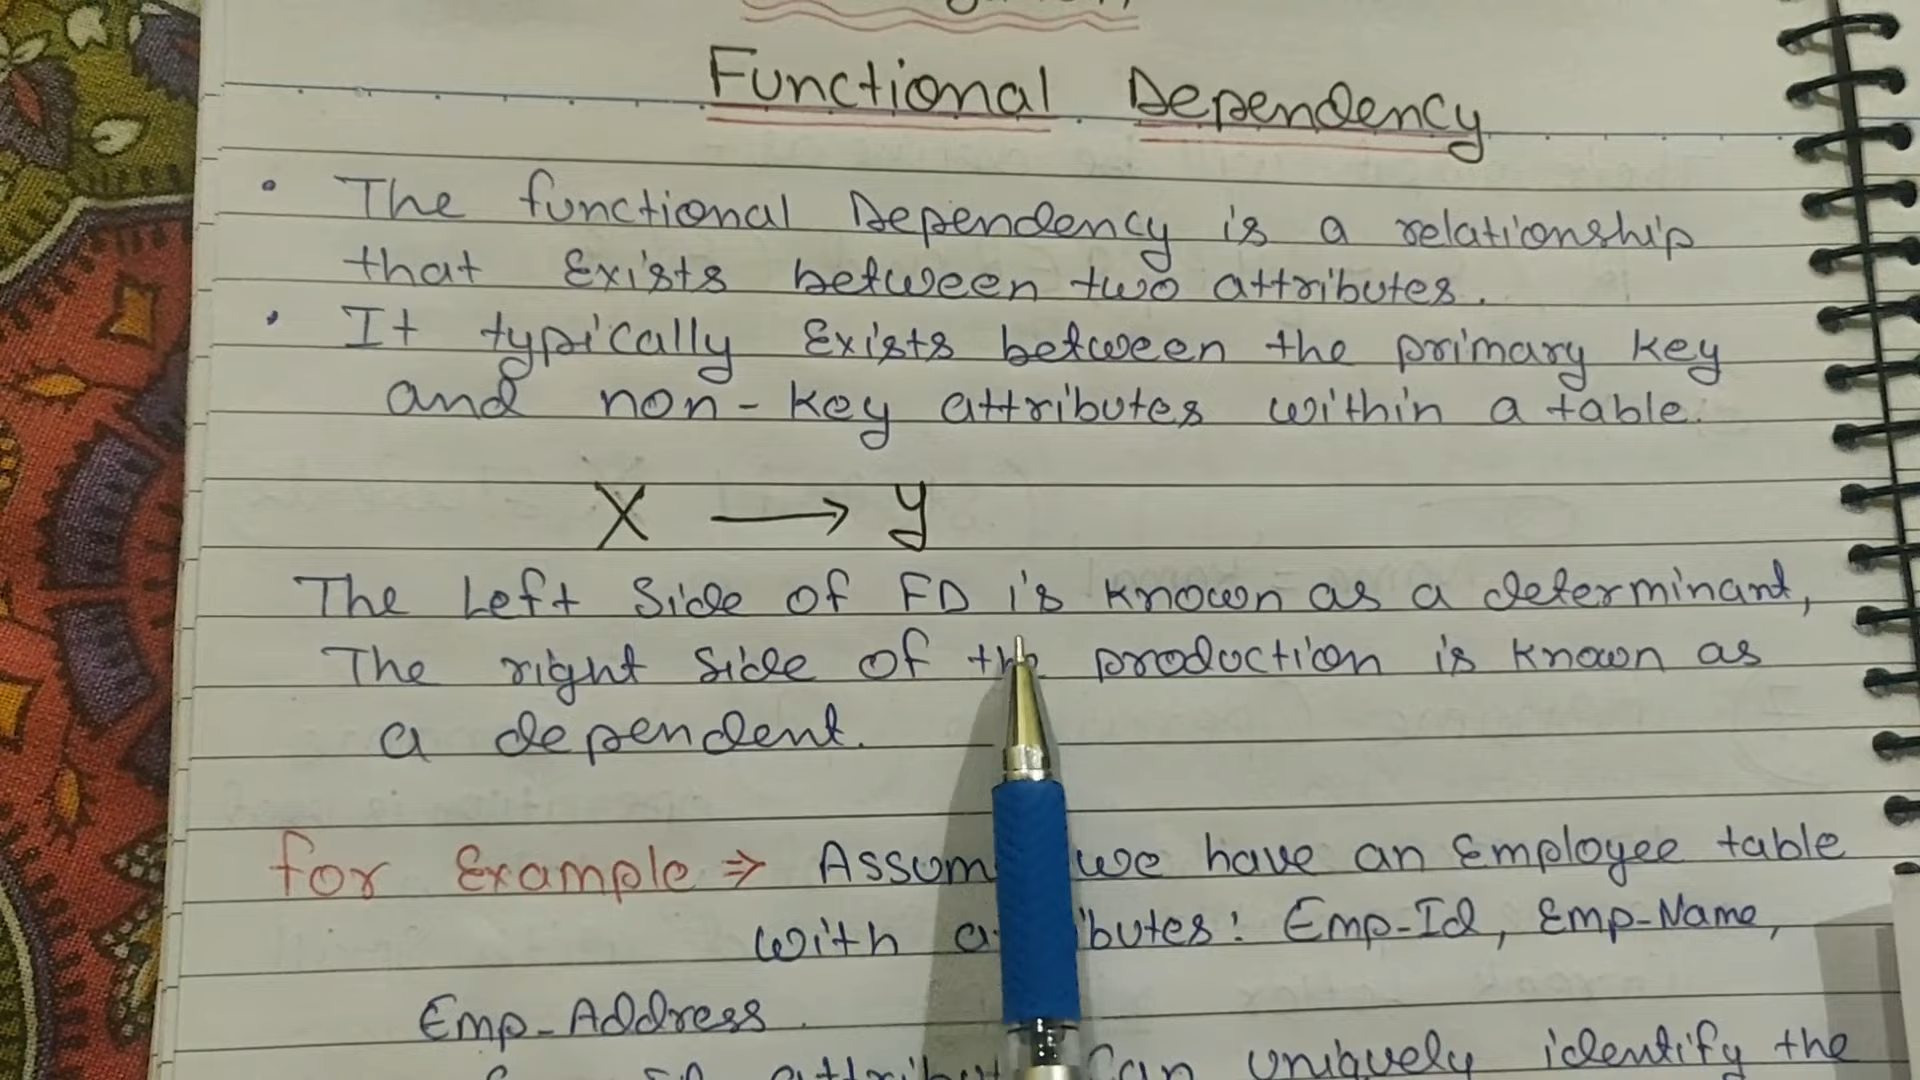 Functional Dependency
• The functional Dependency is a relationship
that Exists between two attributes.
• It typically Exists between the primary key
and non-key attributes within a table.
X → y
The Left Side of FD is known as a determinant,
The right Side of the production is known as
a dependent.
for Example ⇒ Assum we have an Employee table
with butes: Emp-Id, Emp-Name,
Emp-Address.
can uniquely identify the